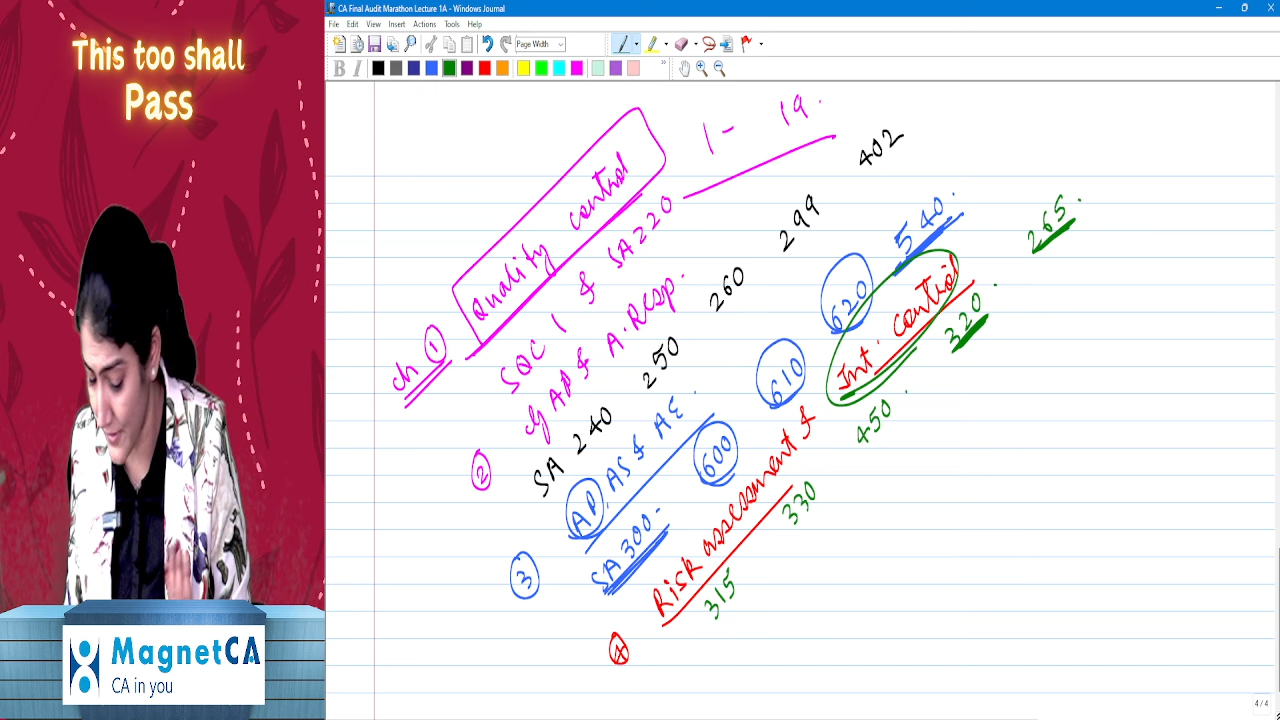 This too shall
Pass
MagnetCA
CA in you
CA Final Audit Marathon Lecture 1A - Windows Journal
File Edit View Insert Actions Tools Help
Page Width
B I
ch ① Quality control 1 - 19.
SQC 1 & SA220
② GAP & A. Resp.
SA 240 250 260 299 402
③ AP, AS & AE.
SA 300- 600 610 620 540.
④ Risk assessment & Int. control
315 330 450. 320. 265.
4 / 4